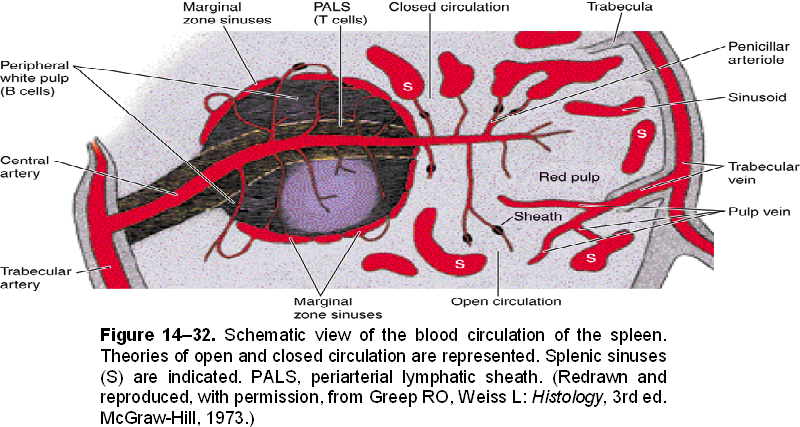 Marginal
zone sinuses
PALS
(T cells)
Closed circulation
Trabecula
Peripheral
white pulp
(B cells)
Penicillar
arteriole
S
Sinusoid
S
Central
artery
Red pulp
Trabecular
vein
Sheath
Pulp vein
S
S
Trabecular
artery
Marginal
zone sinuses
Open circulation
Figure 14–32. Schematic view of the blood circulation of the spleen.
Theories of open and closed circulation are represented. Splenic sinuses
(S) are indicated. PALS, periarterial lymphatic sheath. (Redrawn and
reproduced, with permission, from Greep RO, Weiss L: Histology, 3rd ed.
McGraw-Hill, 1973.)